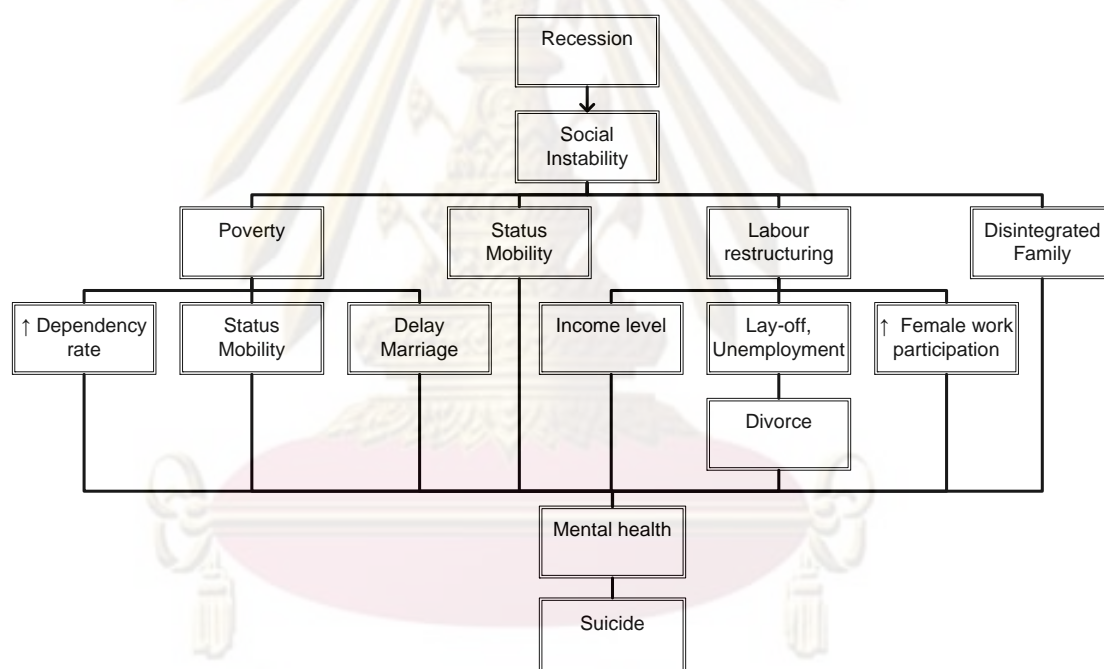 Recession
Social
Instability
Poverty
Status
Mobility
Labour
restructuring
Disintegrated
Family
↑ Dependency
rate
Status
Mobility
Delay
Marriage
Income level
Lay-off,
Unemployment
↑ Female work
participation
Divorce
Mental health
Suicide